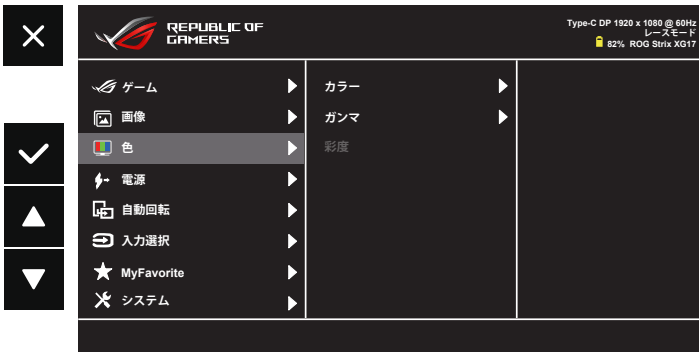 REPUBLIC OF
GAMERS
Type-C DP 1920 x 1080 @ 60Hz
レースモード
82% ROG Strix XG17
ゲーム
カラー
画像
ガンマ
色
彩度
電源
自動回転
入力選択
MyFavorite
システム